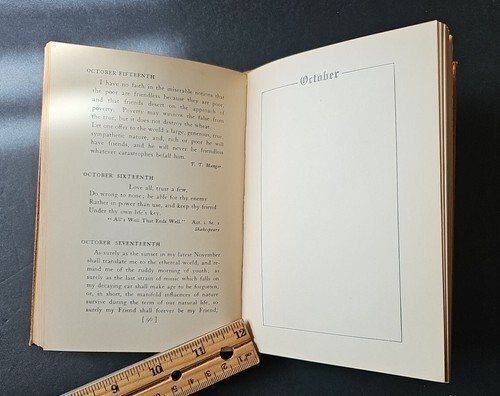 OCTOBER FIFTEENTH
I have no faith in the miserable notions that
the poor are friendless because they are poor,
and that friends desert on the approach of
poverty. Poverty may winnow the false from
the true, but it does not destroy the wheat.
Let one offer to the world a large, generous, true,
sympathetic nature, and, rich or poor he will
have friends, and he will never be friendless
whatever catastrophes befall him.
T. T. Munger
OCTOBER SIXTEENTH
Love all, trust a few,
Do wrong to none; be able for thy enemy
Rather in power than use, and keep thy friend
Under thy own life's key.
"All's Well That Ends Well." Act. 1. Sc. 1.
Shakespeare
OCTOBER SEVENTEENTH
As surely as the sunset in my latest November
shall translate me to the ethereal world, and re-
mind me of the ruddy morning of youth; as
surely as the last strain of music which falls on
my decaying ear shall make age to be forgotten,
or, in short, the manifold influences of nature
survive during the term of our natural life, so
surely my Friend shall forever be my Friend,
[ 96 ]
October
8 9 10 11 12